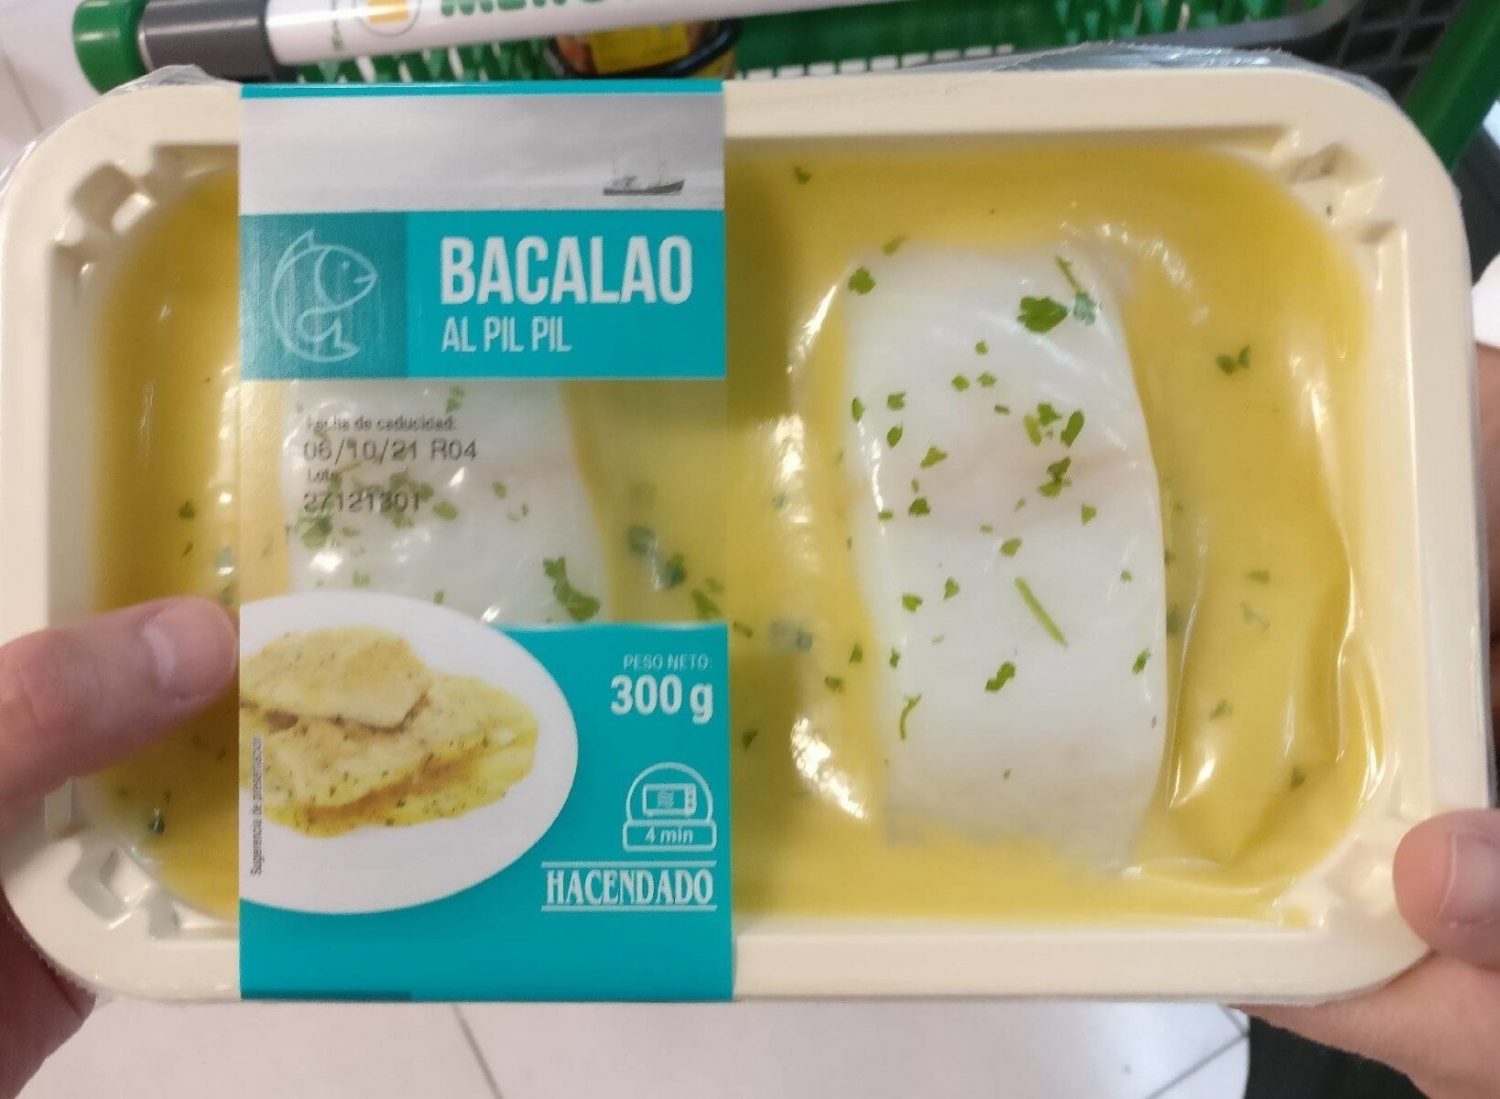 BACALAO
AL PIL PIL
Fecha de caducidad:
06/10/21 R04
Lote:
27121301
PESO NETO:
300 g
4 min
HACENDADO
Sugerencia de presentación